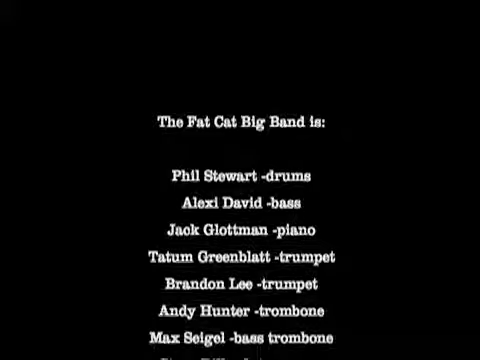 The Fat Cat Big Band is:
Phil Stewart -drums
Alexi David -bass
Jack Glottman -piano
Tatum Greenblatt -trumpet
Brandon Lee -trumpet
Andy Hunter -trombone
Max Seigel -bass trombone